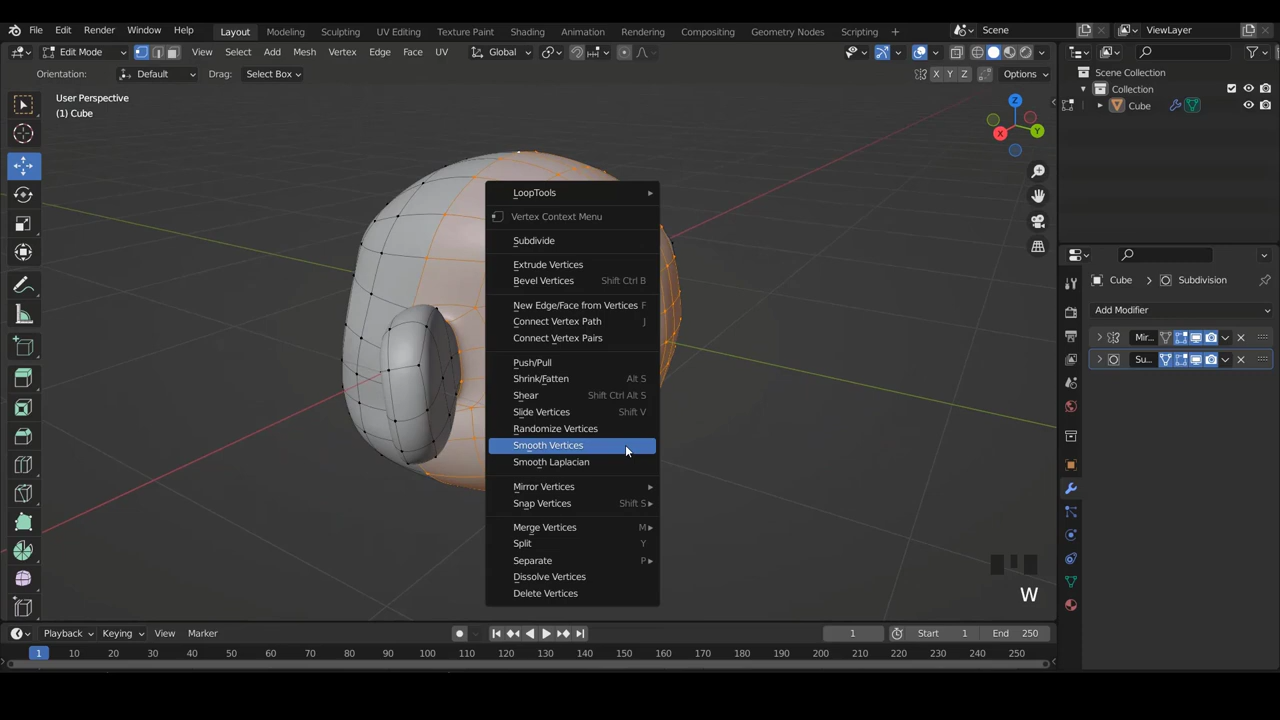 File Edit Render Window Help Layout Modeling Sculpting UV Editing Texture Paint Shading Animation Rendering Compositing Geometry Nodes Scripting + Scene ViewLayer
Edit Mode View Select Add Mesh Vertex Edge Face UV Global
Orientation: Default Drag: Select Box X Y Z Options
User Perspective
(1) Cube
Z
Y
X
LoopTools
Vertex Context Menu
Subdivide
Extrude Vertices
Bevel Vertices Shift Ctrl B
New Edge/Face from Vertices F
Connect Vertex Path J
Connect Vertex Pairs
Push/Pull
Shrink/Fatten Alt S
Shear Shift Ctrl Alt S
Slide Vertices Shift V
Randomize Vertices
Smooth Vertices
Smooth Laplacian
Mirror Vertices
Snap Vertices Shift S
Merge Vertices M
Split Y
Separate P
Dissolve Vertices
Delete Vertices
W
Scene Collection
Collection
Cube
Cube Subdivision
Add Modifier
Mir...
Su...
Playback Keying View Marker 1 Start 1 End 250
1 10 20 30 40 50 60 70 80 90 100 110 120 130 140 150 160 170 180 190 200 210 220 230 240 250